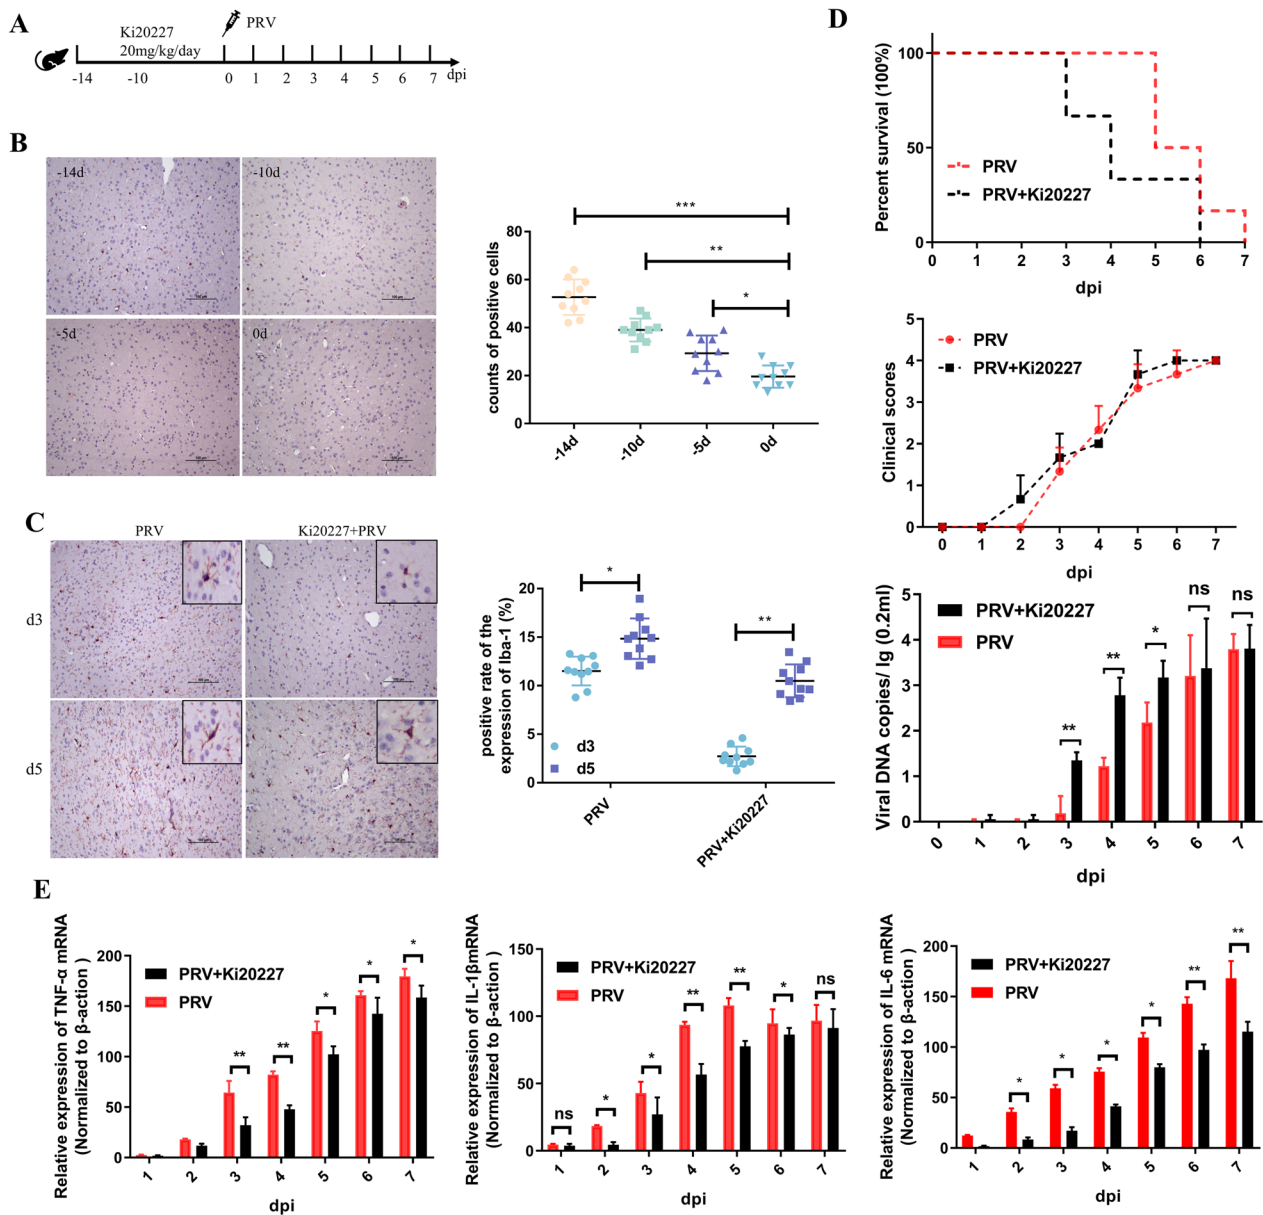 A
Ki20227
20mg/kg/day
PRV
-14 -10 0 1 2 3 4 5 6 7 dpi
B
-14d
-10d
-5d
0d
100 μm
counts of positive cells
80
60
40
20
0
***
**
*
-14d -10d -5d 0d
C
PRV Ki20227+PRV
d3
d5
positive rate of the
expression of Iba-1 (%)
20
15
10
5
0
*
**
d3
d5
PRV PRV+Ki20227
D
Percent survival (100%)
100
50
0
PRV
PRV+Ki20227
0 1 2 3 4 5 6 7
dpi
Clinical scores
5
4
3
2
1
0
PRV
PRV+Ki20227
0 1 2 3 4 5 6 7
dpi
Viral DNA copies/ lg (0.2ml)
5
4
3
2
1
0
PRV+Ki20227
PRV
** ** * ns ns
0 1 2 3 4 5 6 7
dpi
E
Relative expression of TNF-α mRNA
(Normalized to β-action )
200
150
100
50
0
PRV+Ki20227
PRV
** ** * * *
1 2 3 4 5 6 7
dpi
Relative expression of IL-1βmRNA
(Normalized to β-action )
150
100
50
0
PRV+Ki20227
PRV
ns * * ** ** * ns
1 2 3 4 5 6 7
dpi
Relative expression of IL-6 mRNA
(Normalized to β-action )
200
150
100
50
0
PRV+Ki20227
PRV
* * * * ** **
1 2 3 4 5 6 7
dpi